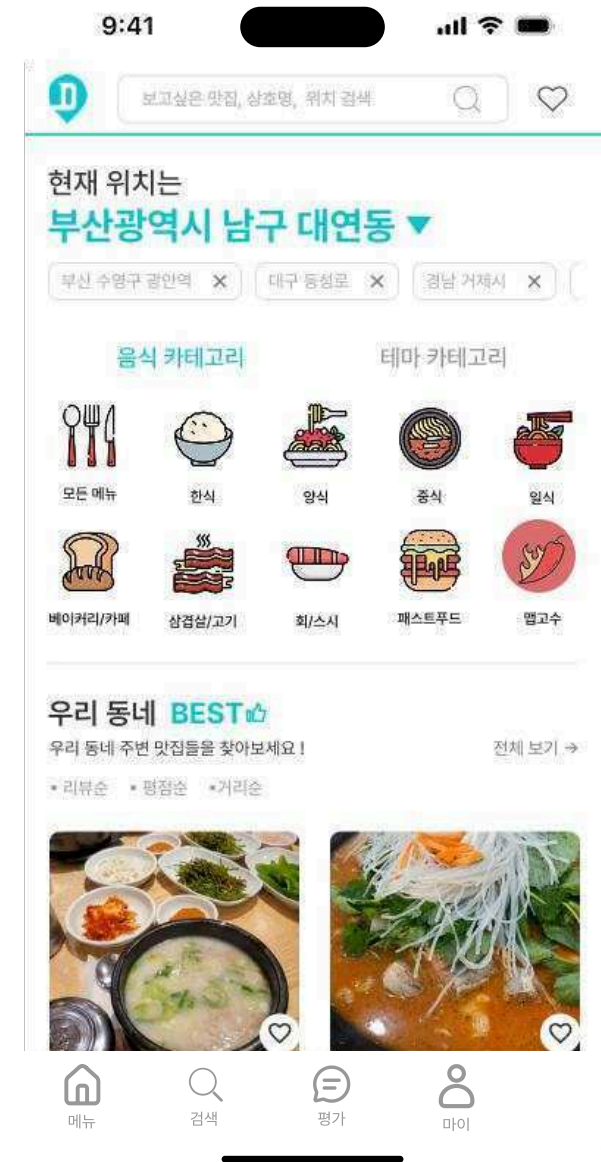 9:41
D
보고싶은 맛집, 상호명, 위치 검색
현재 위치는
부산광역시 남구 대연동 ▼
부산 수영구 광안역 ✕ 대구 동성로 ✕ 경남 거제시 ✕
음식 카테고리 테마 카테고리
모든 메뉴 한식 양식 중식 일식
베이커리/카페 삼겹살/고기 회/스시 패스트푸드 맵고수
우리 동네 BEST
우리 동네 주변 맛집들을 찾아보세요 ! 전체 보기 →
• 리뷰순 • 평점순 •거리순
메뉴 검색 평가 마이